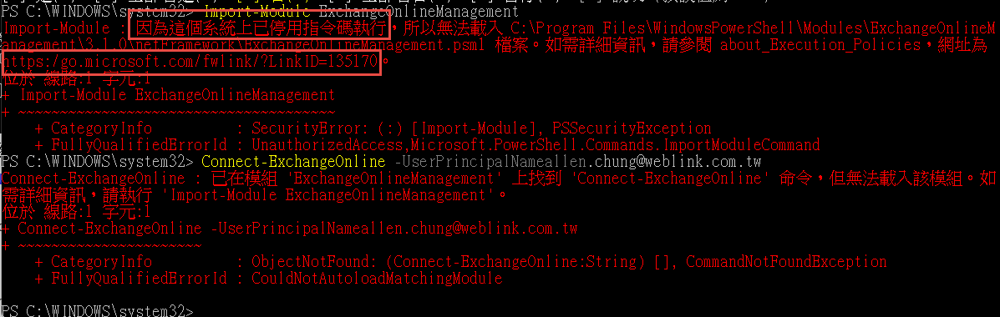 PS C:\WINDOWS\system32> Import-Module ExchangeOnlineManagement
Import-Module : 因為這個系統上已停用指令碼執行，所以無法載入 C:\Program Files\WindowsPowerShell\Modules\ExchangeOnlineM
anagement\3.1.0\netFramework\ExchangeOnlineManagement.psm1 檔案。如需詳細資訊，請參閱 about_Execution_Policies，網址為
https:/go.microsoft.com/fwlink/?LinkID=135170。
位於 線路:1 字元:1
+ Import-Module ExchangeOnlineManagement
+ ~~~~~~~~~~~~~~~~~~~~~~~~~~~~~~~~~~~~~~
+ CategoryInfo          : SecurityError: (:) [Import-Module], PSSecurityException
+ FullyQualifiedErrorId : UnauthorizedAccess,Microsoft.PowerShell.Commands.ImportModuleCommand
PS C:\WINDOWS\system32> Connect-ExchangeOnline -UserPrincipalNameallen.chung@weblink.com.tw
Connect-ExchangeOnline : 已在模組 'ExchangeOnlineManagement' 上找到 'Connect-ExchangeOnline' 命令，但無法載入該模組。如
需詳細資訊，請執行 'Import-Module ExchangeOnlineManagement'。
位於 線路:1 字元:1
+ Connect-ExchangeOnline -UserPrincipalNameallen.chung@weblink.com.tw
+ ~~~~~~~~~~~~~~~~~~~~~~
+ CategoryInfo          : ObjectNotFound: (Connect-ExchangeOnline:String) [], CommandNotFoundException
+ FullyQualifiedErrorId : CouldNotAutoloadMatchingModule
PS C:\WINDOWS\system32>